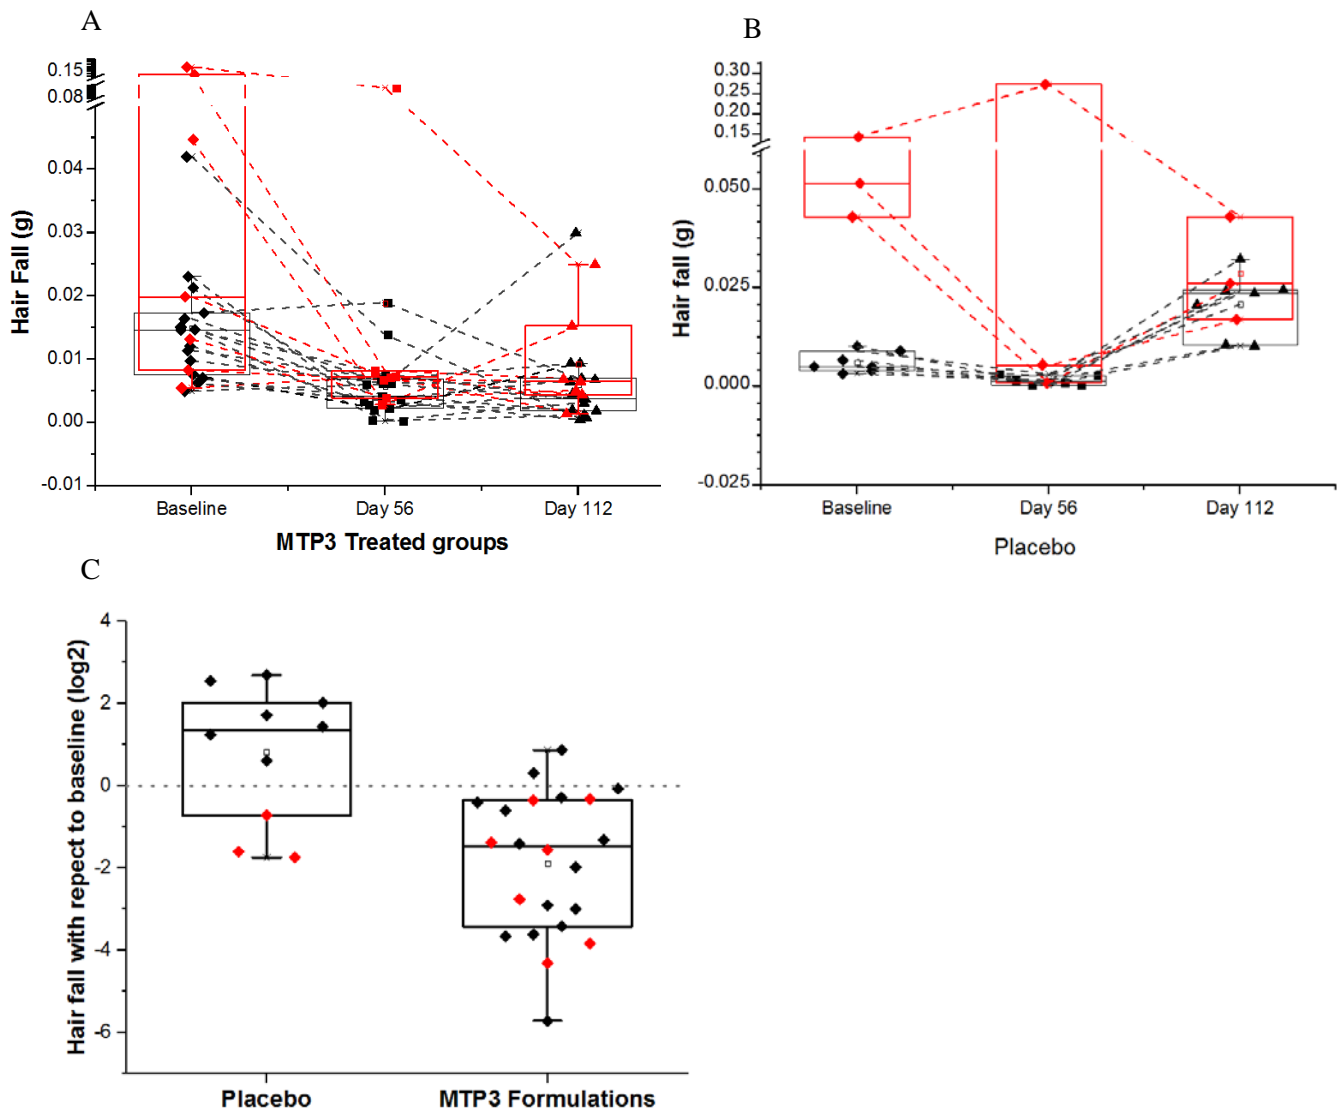 A
0.15
0.08
0.04
0.03
0.02
0.01
0.00
-0.01
Hair Fall (g)
Baseline Day 56 Day 112
MTP3 Treated groups
B
0.30
0.25
0.20
0.15
0.050
0.025
0.000
-0.025
Hair fall (g)
Baseline Day 56 Day 112
Placebo
C
4
2
0
-2
-4
-6
Hair fall with repect to baseline (log2)
Placebo MTP3 Formulations